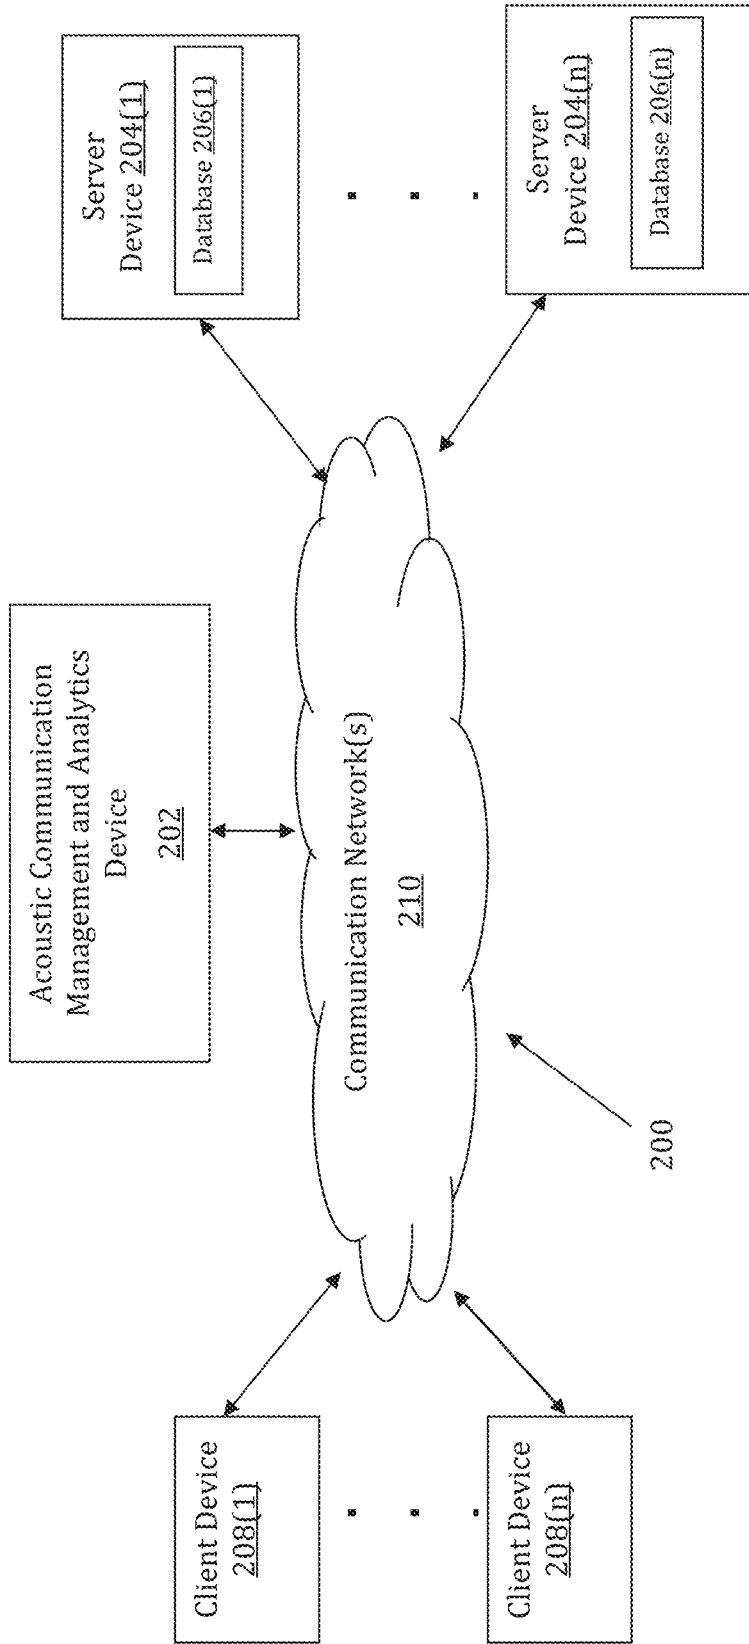 Acoustic Communication
Management and Analytics
Device
202
Client Device
208(1)
Client Device
208(n)
Communication Network(s)
210
Server
Device 204(1)
Database 206(1)
Server
Device 204(n)
Database 206(n)
200